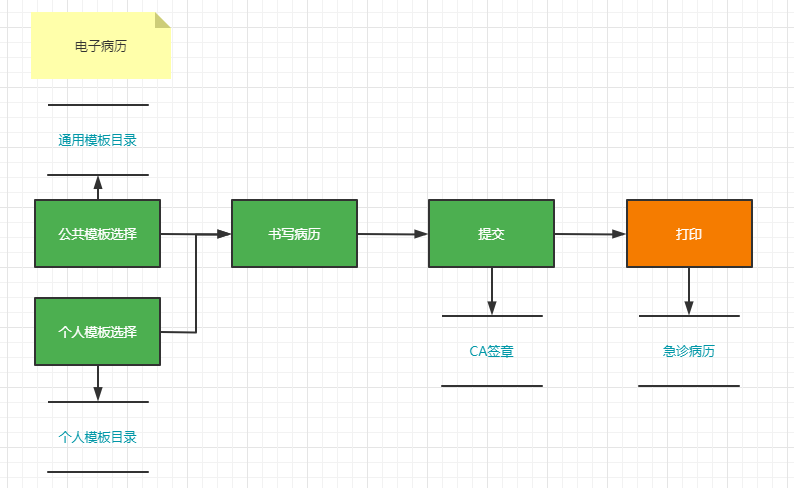 电子病历
通用模板目录
公共模板选择
书写病历
提交
打印
个人模板选择
CA签章
急诊病历
个人模板目录